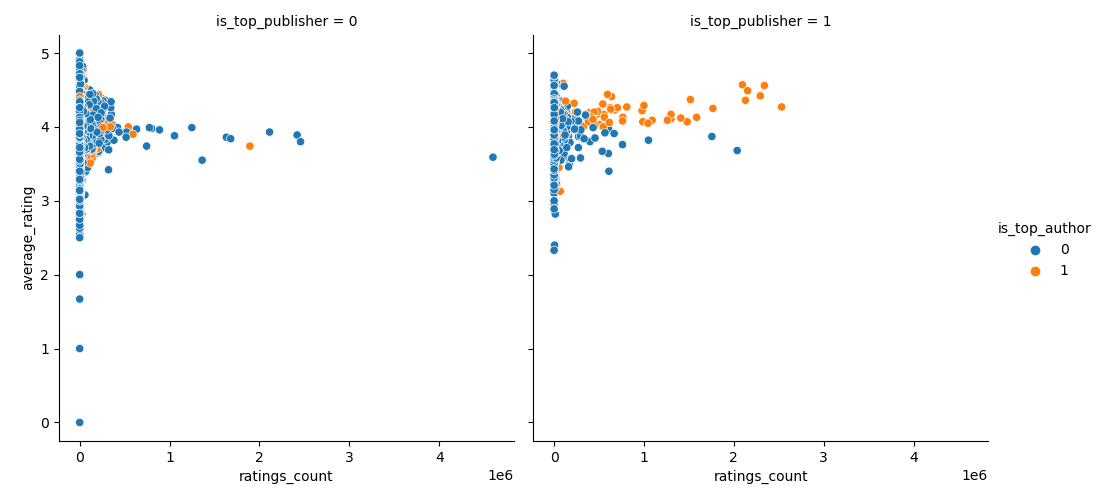 is_top_publisher = 0
is_top_publisher = 1
average_rating
5
4
3
2
1
0
0 1 2 3 4
1e6
ratings_count
0 1 2 3 4
1e6
ratings_count
is_top_author
0
1